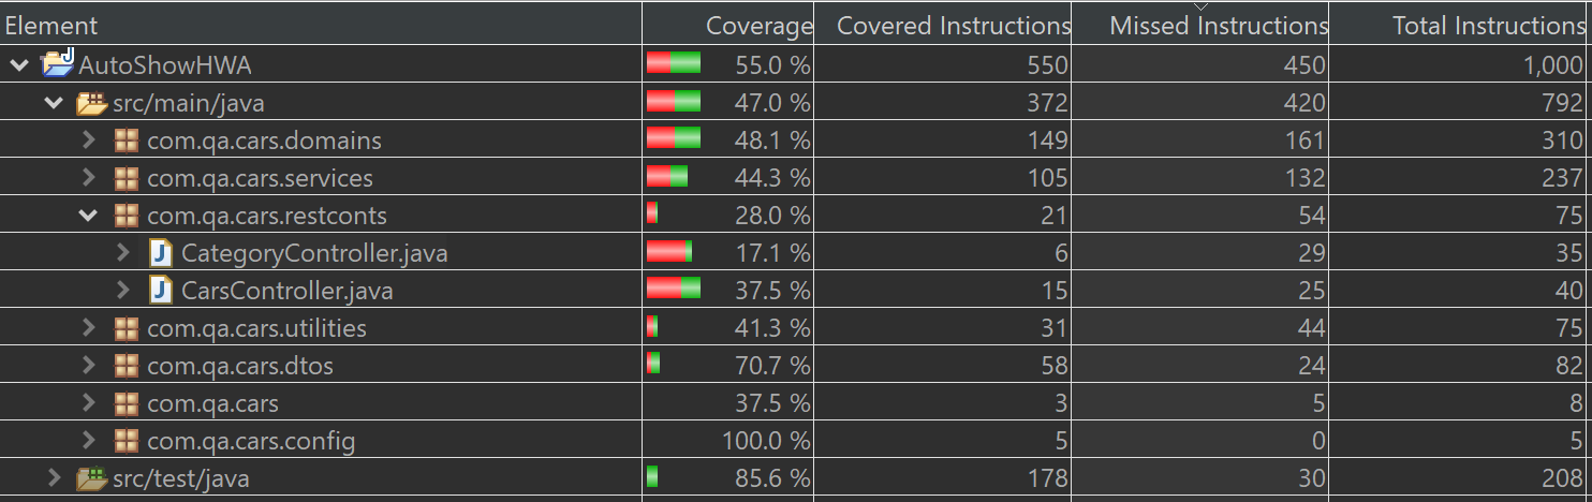 Element Coverage Covered Instructions Missed Instructions Total Instructions
AutoShowHWA 55.0 % 550 450 1,000
src/main/java 47.0 % 372 420 792
com.qa.cars.domains 48.1 % 149 161 310
com.qa.cars.services 44.3 % 105 132 237
com.qa.cars.restconts 28.0 % 21 54 75
CategoryController.java 17.1 % 6 29 35
CarsController.java 37.5 % 15 25 40
com.qa.cars.utilities 41.3 % 31 44 75
com.qa.cars.dtos 70.7 % 58 24 82
com.qa.cars 37.5 % 3 5 8
com.qa.cars.config 100.0 % 5 0 5
src/test/java 85.6 % 178 30 208